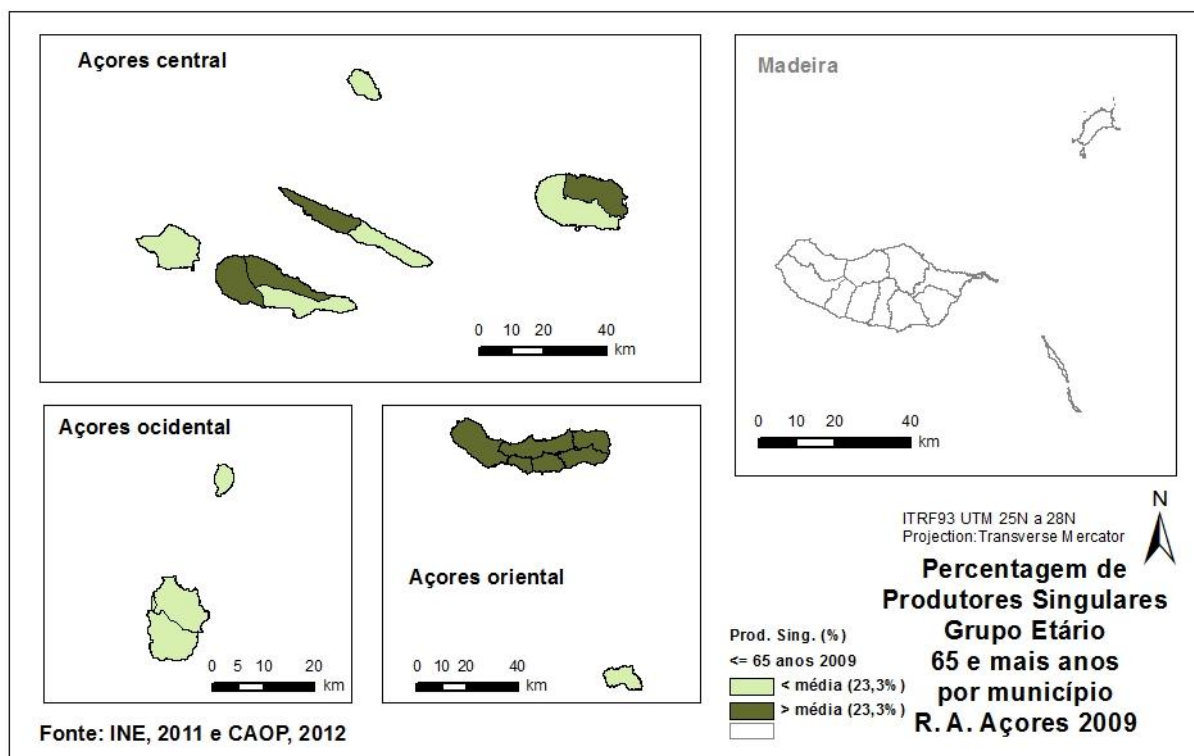 Açores central
0 10 20 40
km
Madeira
0 10 20 40
km
Açores ocidental
0 5 10 20
km
Açores oriental
0 10 20 40
km
N
ITRF93 UTM 25N a 28N
Projection: Transverse Mercator
Percentagem de
Produtores Singulares
Grupo Etário
65 e mais anos
por município
R. A. Açores 2009
Prod. Sing. (%)
<= 65 anos 2009
< média (23,3%)
> média (23,3%)
Fonte: INE, 2011 e CAOP, 2012